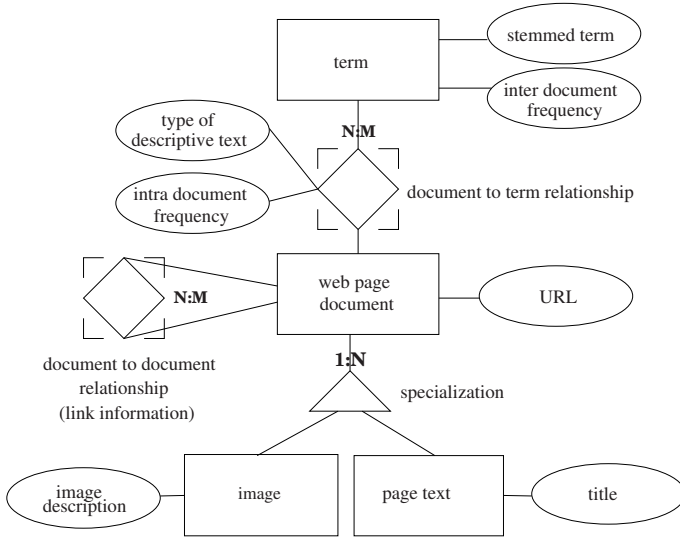 stemmed term
term
inter document
frequency
type of
descriptive text
N:M
intra document
frequency
document to term relationship
web page
document
N:M
URL
document to document
relationship
(link information)
1:N
specialization
image
description
image
page text
title